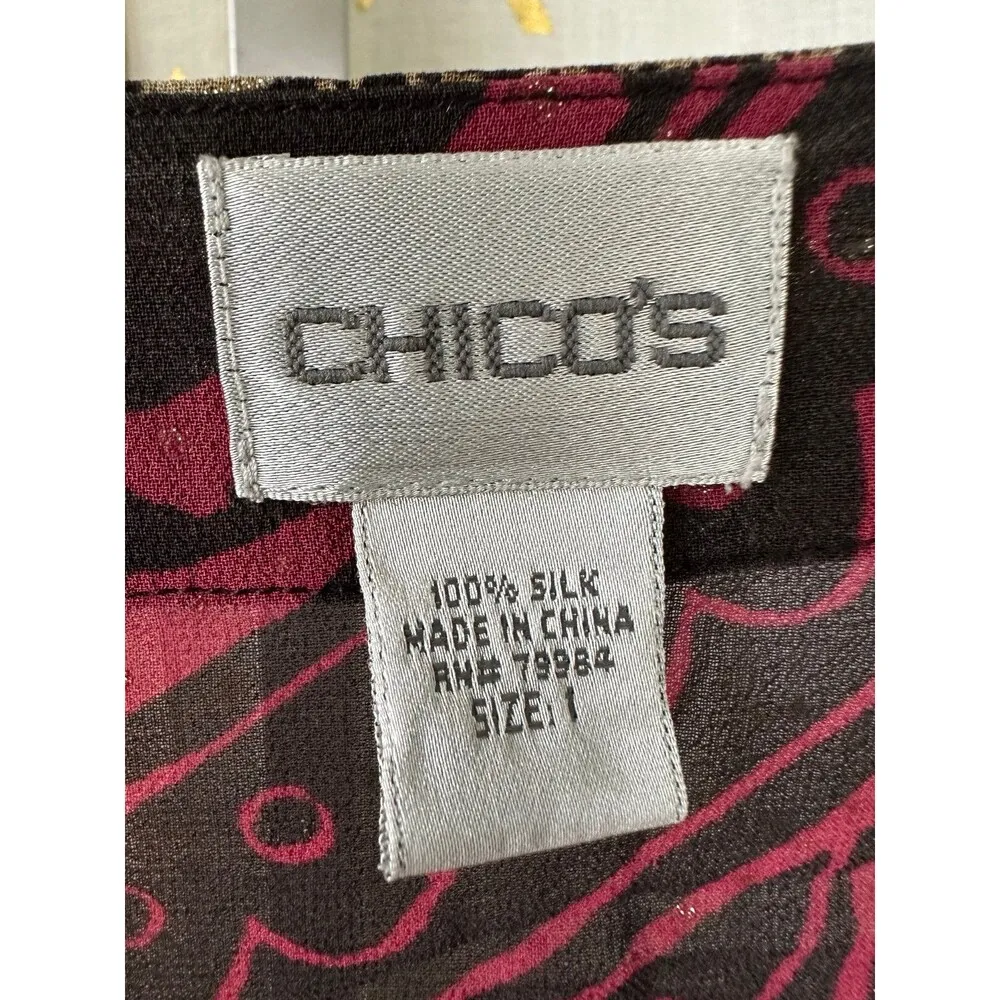 CHICO'S
100% SILK
MADE IN CHINA
RN# 79984
SIZE: 1